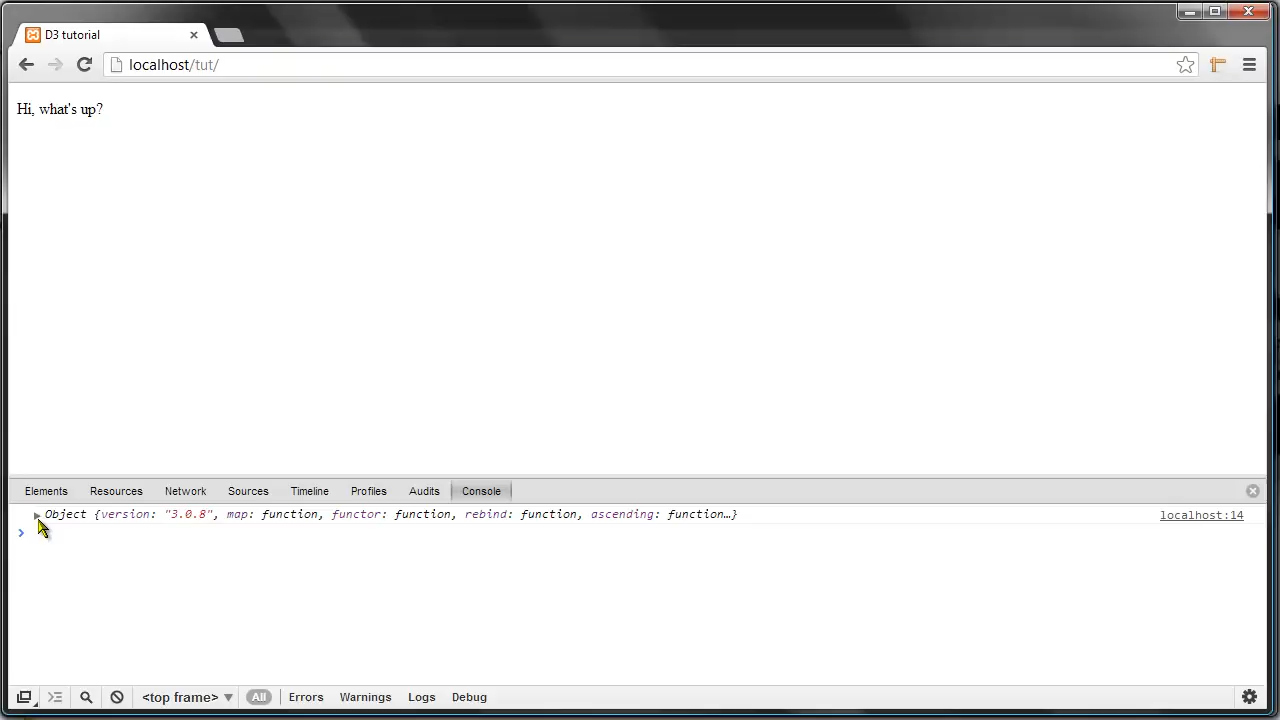 D3 tutorial
localhost/tut/
Hi, what's up?
Elements Resources Network Sources Timeline Profiles Audits Console
Object {version: "3.0.8", map: function, functor: function, rebind: function, ascending: function…} localhost:14
<top frame> All Errors Warnings Logs Debug